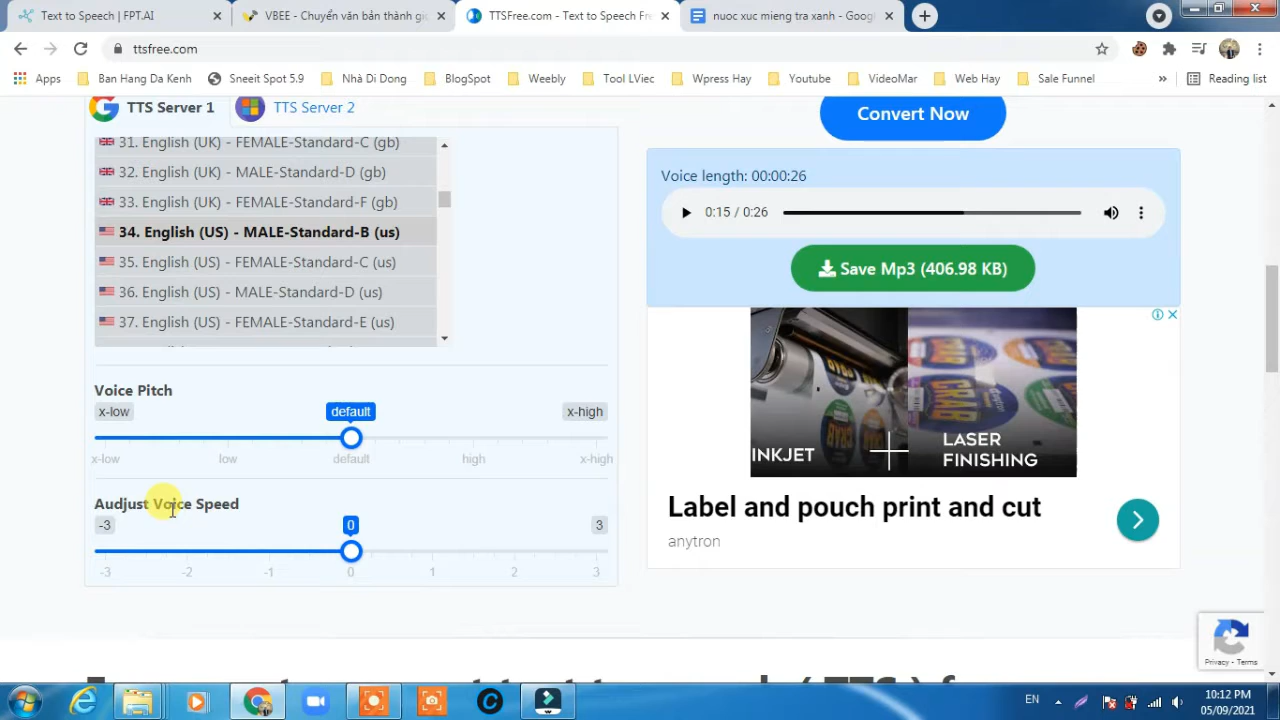 Text to Speech | FPT.AI
VBEE - Chuyển văn bản thành gi
TTSFree.com - Text to Speech Fre
nuoc xuc mieng tra xanh - Googl
ttsfree.com
Apps
Ban Hang Da Kenh
Sneeit Spot 5.9
Nhà Di Dong
BlogSpot
Weebly
Tool LViec
Wpress Hay
Youtube
VideoMar
Web Hay
Sale Funnel
»
Reading list
TTS Server 1
TTS Server 2
31. English (UK) - FEMALE-Standard-C (gb)
32. English (UK) - MALE-Standard-D (gb)
33. English (UK) - FEMALE-Standard-F (gb)
34. English (US) - MALE-Standard-B (us)
35. English (US) - FEMALE-Standard-C (us)
36. English (US) - MALE-Standard-D (us)
37. English (US) - FEMALE-Standard-E (us)
Voice Pitch
x-low default x-high
x-low low default high x-high
Audjust Voice Speed
-3 0 3
-3 -2 -1 0 1 2 3
Convert Now
Voice length: 00:00:26
0:15 / 0:26
Save Mp3 (406.98 KB)
INKJET
LASER
FINISHING
Label and pouch print and cut
anytron
Privacy - Terms
EN
10:12 PM
05/09/2021